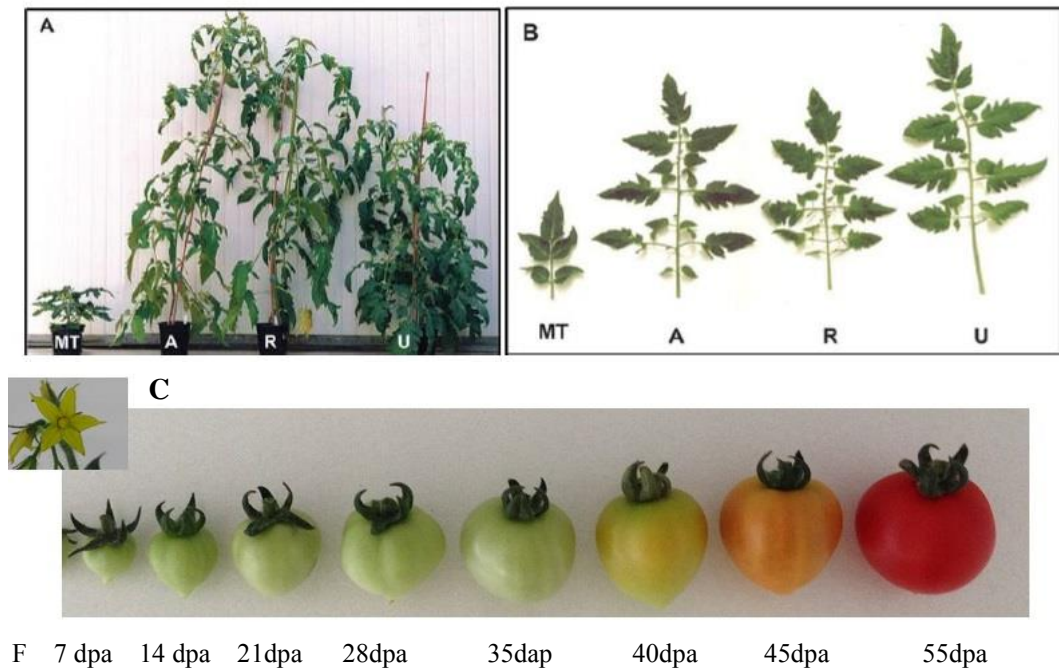 A
MT A R U
B
MT A R U
C
F 7 dpa 14 dpa 21dpa 28dpa 35dap 40dpa 45dpa 55dpa